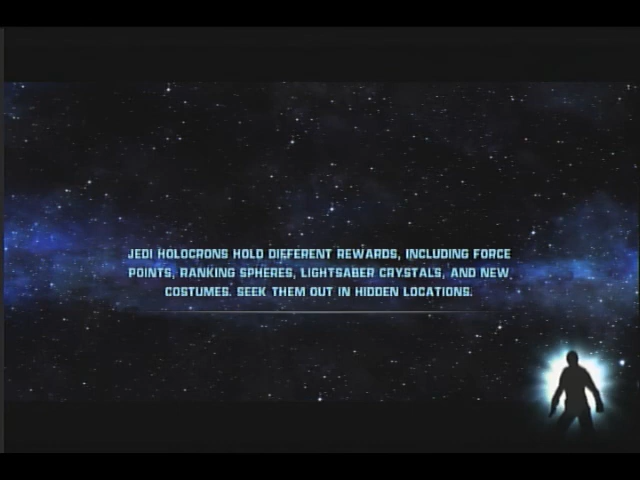 JEDI HOLOCRONS HOLD DIFFERENT REWARDS, INCLUDING FORCE
POINTS, RANKING SPHERES, LIGHTSABER CRYSTALS, AND NEW
COSTUMES. SEEK THEM OUT IN HIDDEN LOCATIONS.